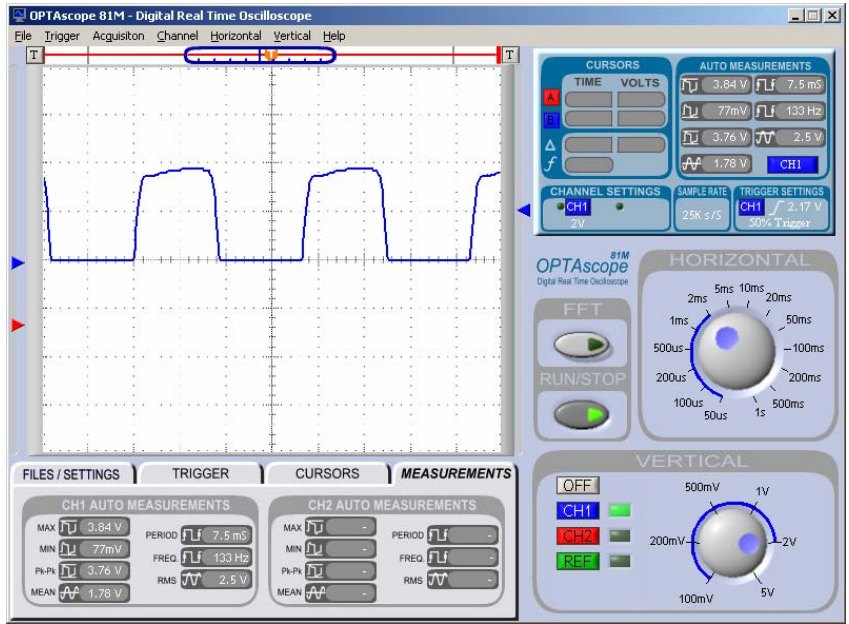 OPTAscope 81M - Digital Real Time Oscilloscope
File Trigger Acquisiton Channel Horizontal Vertical Help
T T T
CURSORS
TIME VOLTS
A
B
Δ
f
AUTO MEASUREMENTS
3.84 V 7.5 mS
77mV 133 Hz
3.76 V 2.5 V
1.78 V CH1
CHANNEL SETTINGS
CH1
2V
SAMPLE RATE
25K s/S
TRIGGER SETTINGS
CH1 2.17 V
50% Trigger
81M
OPTAscope
Digital Real Time Oscilloscope
FFT
RUN/STOP
HORIZONTAL
5ms 10ms
2ms 20ms
1ms 50ms
500us 100ms
200us 200ms
100us 500ms
50us 1s
FILES / SETTINGS TRIGGER CURSORS MEASUREMENTS
CH1 AUTO MEASUREMENTS
MAX 3.84 V
MIN 77mV
Pk-Pk 3.76 V
MEAN 1.78 V
PERIOD 7.5 mS
FREQ. 133 Hz
RMS 2.5 V
CH2 AUTO MEASUREMENTS
MAX -
MIN -
Pk-Pk -
MEAN -
PERIOD -
FREQ. -
RMS -
VERTICAL
OFF
CH1
CH2
REF
500mV 1V
200mV 2V
100mV 5V